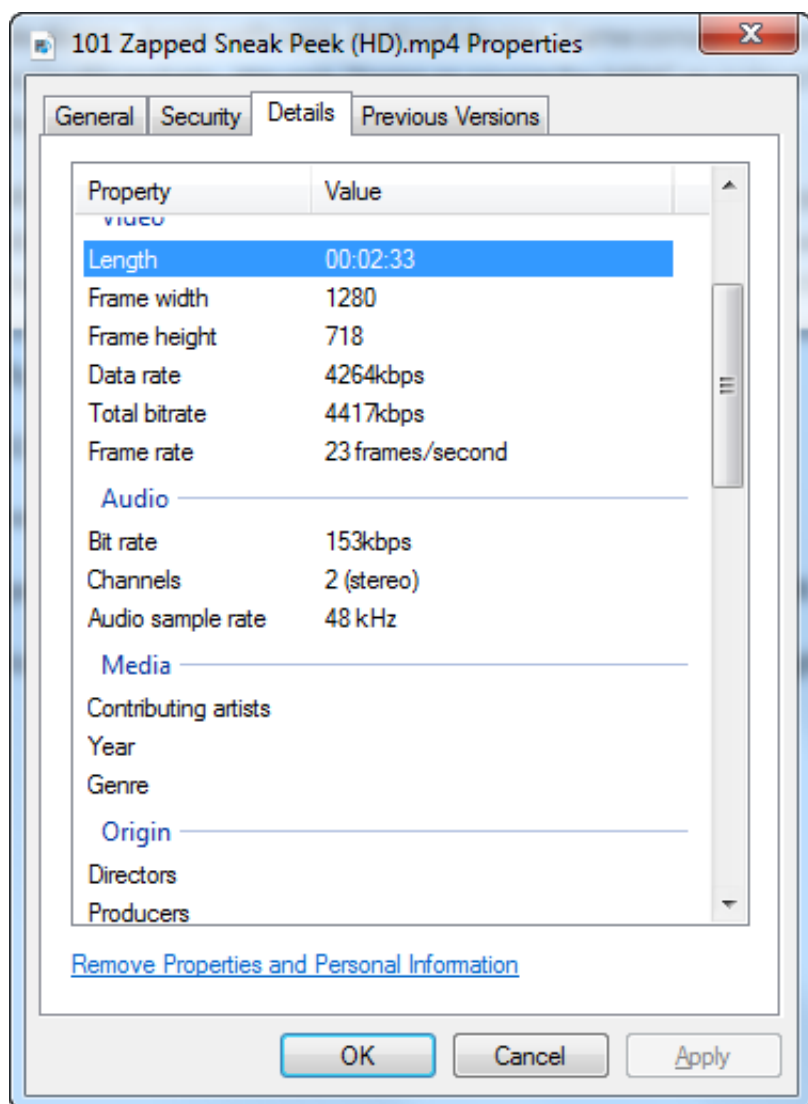 101 Zapped Sneak Peek (HD).mp4 Properties
General Security Details Previous Versions
Property Value
Video
Length 00:02:33
Frame width 1280
Frame height 718
Data rate 4264kbps
Total bitrate 4417kbps
Frame rate 23 frames/second
Audio
Bit rate 153kbps
Channels 2 (stereo)
Audio sample rate 48 kHz
Media
Contributing artists
Year
Genre
Origin
Directors
Producers
Remove Properties and Personal Information
OK Cancel Apply